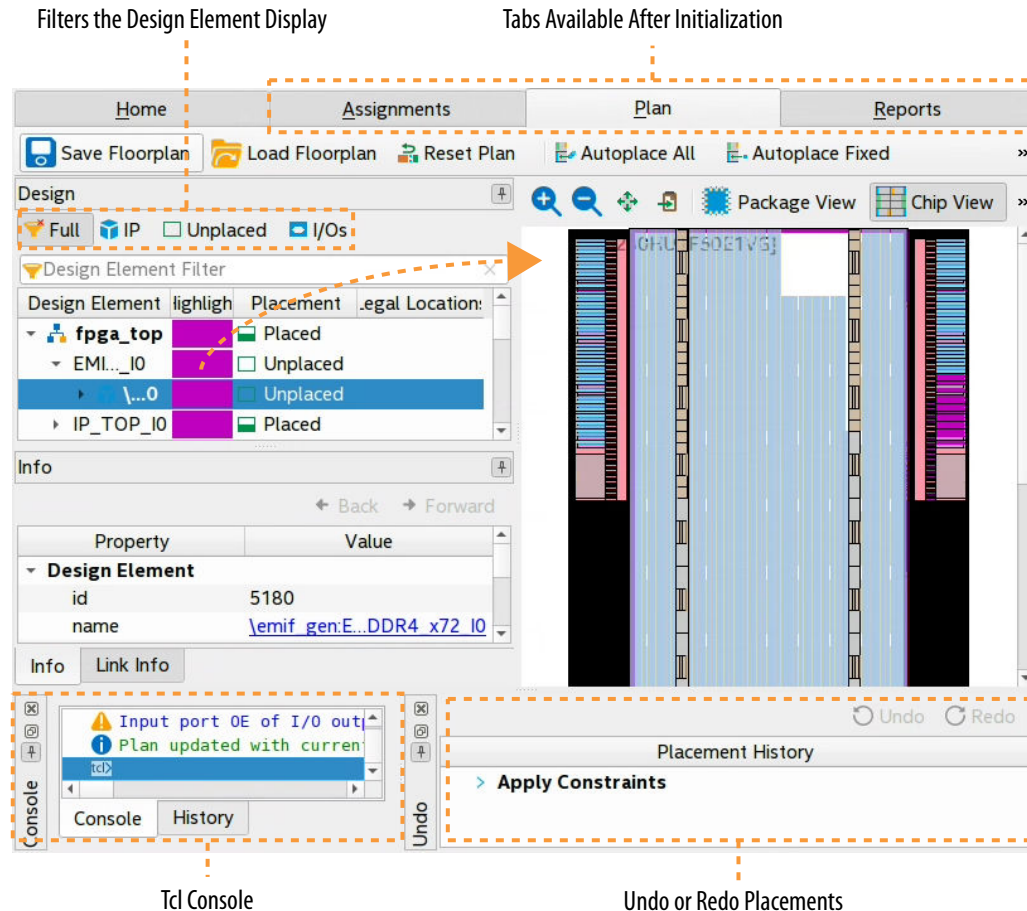 Filters the Design Element Display
Tabs Available After Initialization
Home Assignments Plan Reports
Save Floorplan Load Floorplan Reset Plan Autoplace All Autoplace Fixed »
Design
Package View Chip View »
Full IP Unplaced I/Os
Design Element Filter
Design Element Highligh Placement Legal Locations
fpga_top Placed
EMI..._I0 Unplaced
\...0 Unplaced
IP_TOP_I0 Placed
Info
Back Forward
Property Value
Design Element
id 5180
name \emif_gen:E...DDR4_x72_I0
Info Link Info
Input port OE of I/O out
Plan updated with curren
tcl>
Console
Console History
Undo
Undo Redo
Placement History
> Apply Constraints
Tcl Console
Undo or Redo Placements